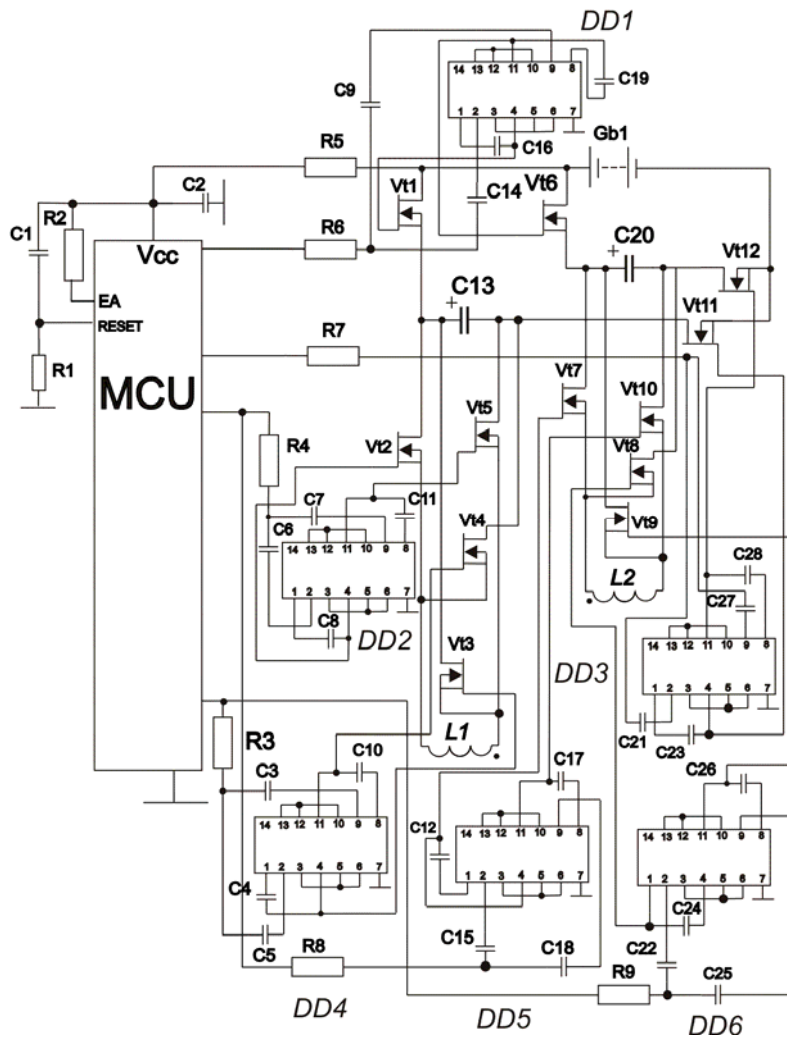 DD1
14 13 12 11 10 9 8
1 2 3 4 5 6 7
C19
C9
C16
Gb1
R5
Vt1
C14
Vt6
C2
R2
C1
R6
Vcc
C20
Vt12
+
C13
+
Vt11
EA
RESET
R7
R1
MCU
Vt7
Vt10
Vt5
R4
Vt2
Vt8
C7
C11
C6
Vt4
Vt9
14 13 12 11 10 9 8
1 2 3 4 5 6 7
C8
DD2
L2
C28
C27
Vt3
DD3
14 13 12 11 10 9 8
1 2 3 4 5 6 7
L1
C21
C23
R3
C10
C17
C26
C3
14 13 12 11 10 9 8
1 2 3 4 5 6 7
C12
14 13 12 11 10 9 8
1 2 3 4 5 6 7
14 13 12 11 10 9 8
1 2 3 4 5 6 7
C4
C5
C24
R8
C15
C18
C22
R9
C25
DD4
DD5
DD6